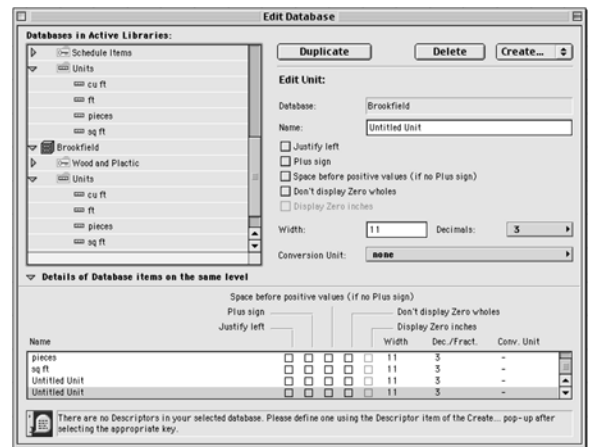 Edit Database
Databases in Active Libraries:
Schedule Items
Units
cu ft
ft
pieces
sq ft
Brookfield
Wood and Plactic
Units
cu ft
ft
pieces
sq ft
Duplicate
Delete
Create...
Edit Unit:
Database: Brookfield
Name: Untitled Unit
Justify left
Plus sign
Space before positive values (if no Plus sign)
Don't display Zero wholes
Display Zero inches
Width: 11 Decimals: 3
Conversion Unit: none
Details of Database items on the same level
Space before positive values (if no Plus sign)
Plus sign Don't display Zero wholes
Justify left Display Zero inches
Name Width Dec./Fract. Conv. Unit
pieces 11 3 -
sq ft 11 3 -
Untitled Unit 11 3 -
Untitled Unit 11 3 -
There are no Descriptors in your selected database. Please define one using the Descriptor item of the Create... pop-up after
selecting the appropriate key.